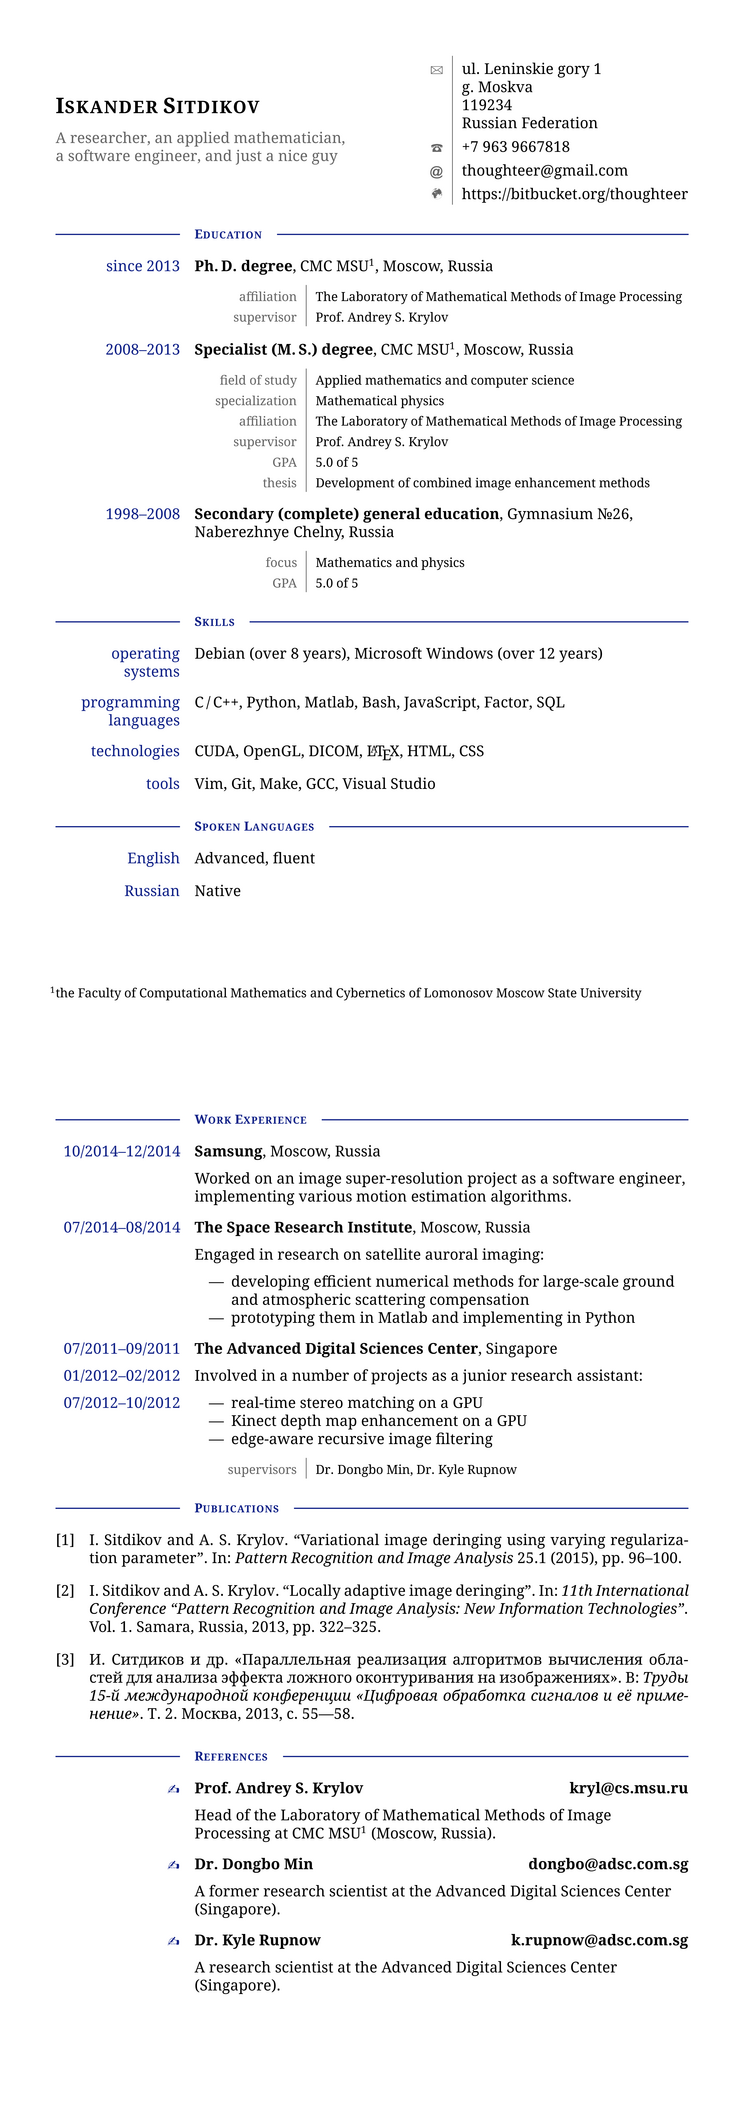 Iskander Sitdikov
A researcher, an applied mathematician,
a software engineer, and just a nice guy
ul. Leninskie gory 1
g. Moskva
119234
Russian Federation
+7 963 9667818
thoughteer@gmail.com
https://bitbucket.org/thoughteer
Education
since 2013 Ph. D. degree, CMC MSU¹, Moscow, Russia
affiliation The Laboratory of Mathematical Methods of Image Processing
supervisor Prof. Andrey S. Krylov
2008–2013 Specialist (M. S.) degree, CMC MSU¹, Moscow, Russia
field of study Applied mathematics and computer science
specialization Mathematical physics
affiliation The Laboratory of Mathematical Methods of Image Processing
supervisor Prof. Andrey S. Krylov
GPA 5.0 of 5
thesis Development of combined image enhancement methods
1998–2008 Secondary (complete) general education, Gymnasium №26,
Naberezhnye Chelny, Russia
focus Mathematics and physics
GPA 5.0 of 5
Skills
operating Debian (over 8 years), Microsoft Windows (over 12 years)
systems
programming C / C++, Python, Matlab, Bash, JavaScript, Factor, SQL
languages
technologies CUDA, OpenGL, DICOM, LATEX, HTML, CSS
tools Vim, Git, Make, GCC, Visual Studio
Spoken Languages
English Advanced, fluent
Russian Native
¹the Faculty of Computational Mathematics and Cybernetics of Lomonosov Moscow State University
Work Experience
10/2014–12/2014 Samsung, Moscow, Russia
Worked on an image super-resolution project as a software engineer,
implementing various motion estimation algorithms.
07/2014–08/2014 The Space Research Institute, Moscow, Russia
Engaged in research on satellite auroral imaging:
— developing efficient numerical methods for large-scale ground
and atmospheric scattering compensation
— prototyping them in Matlab and implementing in Python
07/2011–09/2011 The Advanced Digital Sciences Center, Singapore
01/2012–02/2012 Involved in a number of projects as a junior research assistant:
07/2012–10/2012 — real-time stereo matching on a GPU
— Kinect depth map enhancement on a GPU
— edge-aware recursive image filtering
supervisors Dr. Dongbo Min, Dr. Kyle Rupnow
Publications
[1] I. Sitdikov and A. S. Krylov. “Variational image deringing using varying regulariza-
tion parameter”. In: Pattern Recognition and Image Analysis 25.1 (2015), pp. 96–100.
[2] I. Sitdikov and A. S. Krylov. “Locally adaptive image deringing”. In: 11th International
Conference “Pattern Recognition and Image Analysis: New Information Technologies”.
Vol. 1. Samara, Russia, 2013, pp. 322–325.
[3] И. Ситдиков и др. «Параллельная реализация алгоритмов вычисления обла-
стей для анализа эффекта ложного оконтуривания на изображениях». В: Труды
15-й международной конференции «Цифровая обработка сигналов и её приме-
нение». Т. 2. Москва, 2013, с. 55—58.
References
Prof. Andrey S. Krylov kryl@cs.msu.ru
Head of the Laboratory of Mathematical Methods of Image
Processing at CMC MSU¹ (Moscow, Russia).
Dr. Dongbo Min dongbo@adsc.com.sg
A former research scientist at the Advanced Digital Sciences Center
(Singapore).
Dr. Kyle Rupnow k.rupnow@adsc.com.sg
A research scientist at the Advanced Digital Sciences Center
(Singapore).